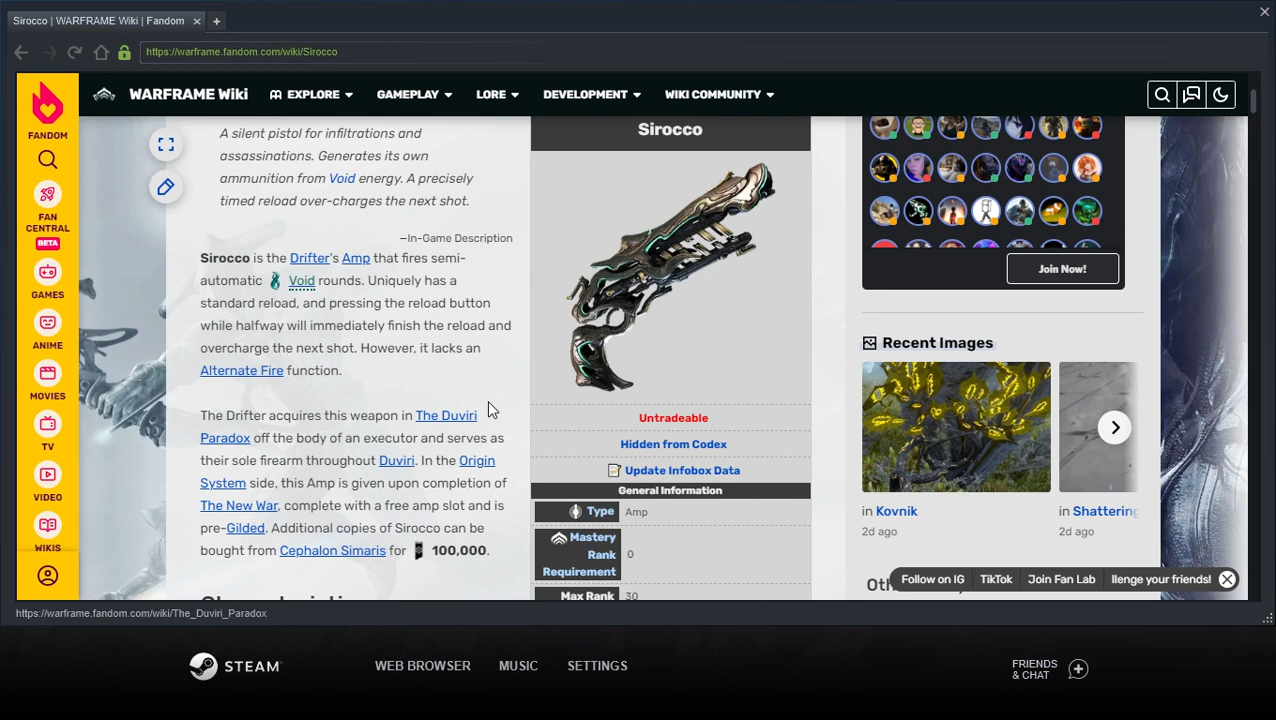 Sirocco | WARFRAME Wiki | Fandom
https://warframe.fandom.com/wiki/Sirocco
FANDOM
FAN
CENTRAL
BETA
GAMES
ANIME
MOVIES
TV
VIDEO
WIKIS
WARFRAME Wiki
EXPLORE
GAMEPLAY
LORE
DEVELOPMENT
WIKI COMMUNITY
A silent pistol for infiltrations and
assassinations. Generates its own
ammunition from Void energy. A precisely
timed reload over-charges the next shot.
—In-Game Description
Sirocco is the Drifter's Amp that fires semi-
automatic Void rounds. Uniquely has a
standard reload, and pressing the reload button
while halfway will immediately finish the reload and
overcharge the next shot. However, it lacks an
Alternate Fire function.
The Drifter acquires this weapon in The Duviri
Paradox off the body of an executor and serves as
their sole firearm throughout Duviri. In the Origin
System side, this Amp is given upon completion of
The New War, complete with a free amp slot and is
pre-Gilded. Additional copies of Sirocco can be
bought from Cephalon Simaris for 100,000.
Sirocco
Untradeable
Hidden from Codex
Update Infobox Data
General Information
Type Amp
Mastery
Rank
Requirement
0
Max Rank 30
Join Now!
Recent Images
in Kovnik
2d ago
in Shattering
2d ago
Follow on IG
TikTok
Join Fan Lab
llenge your friends!
https://warframe.fandom.com/wiki/The_Duviri_Paradox
STEAM
WEB BROWSER
MUSIC
SETTINGS
FRIENDS
& CHAT